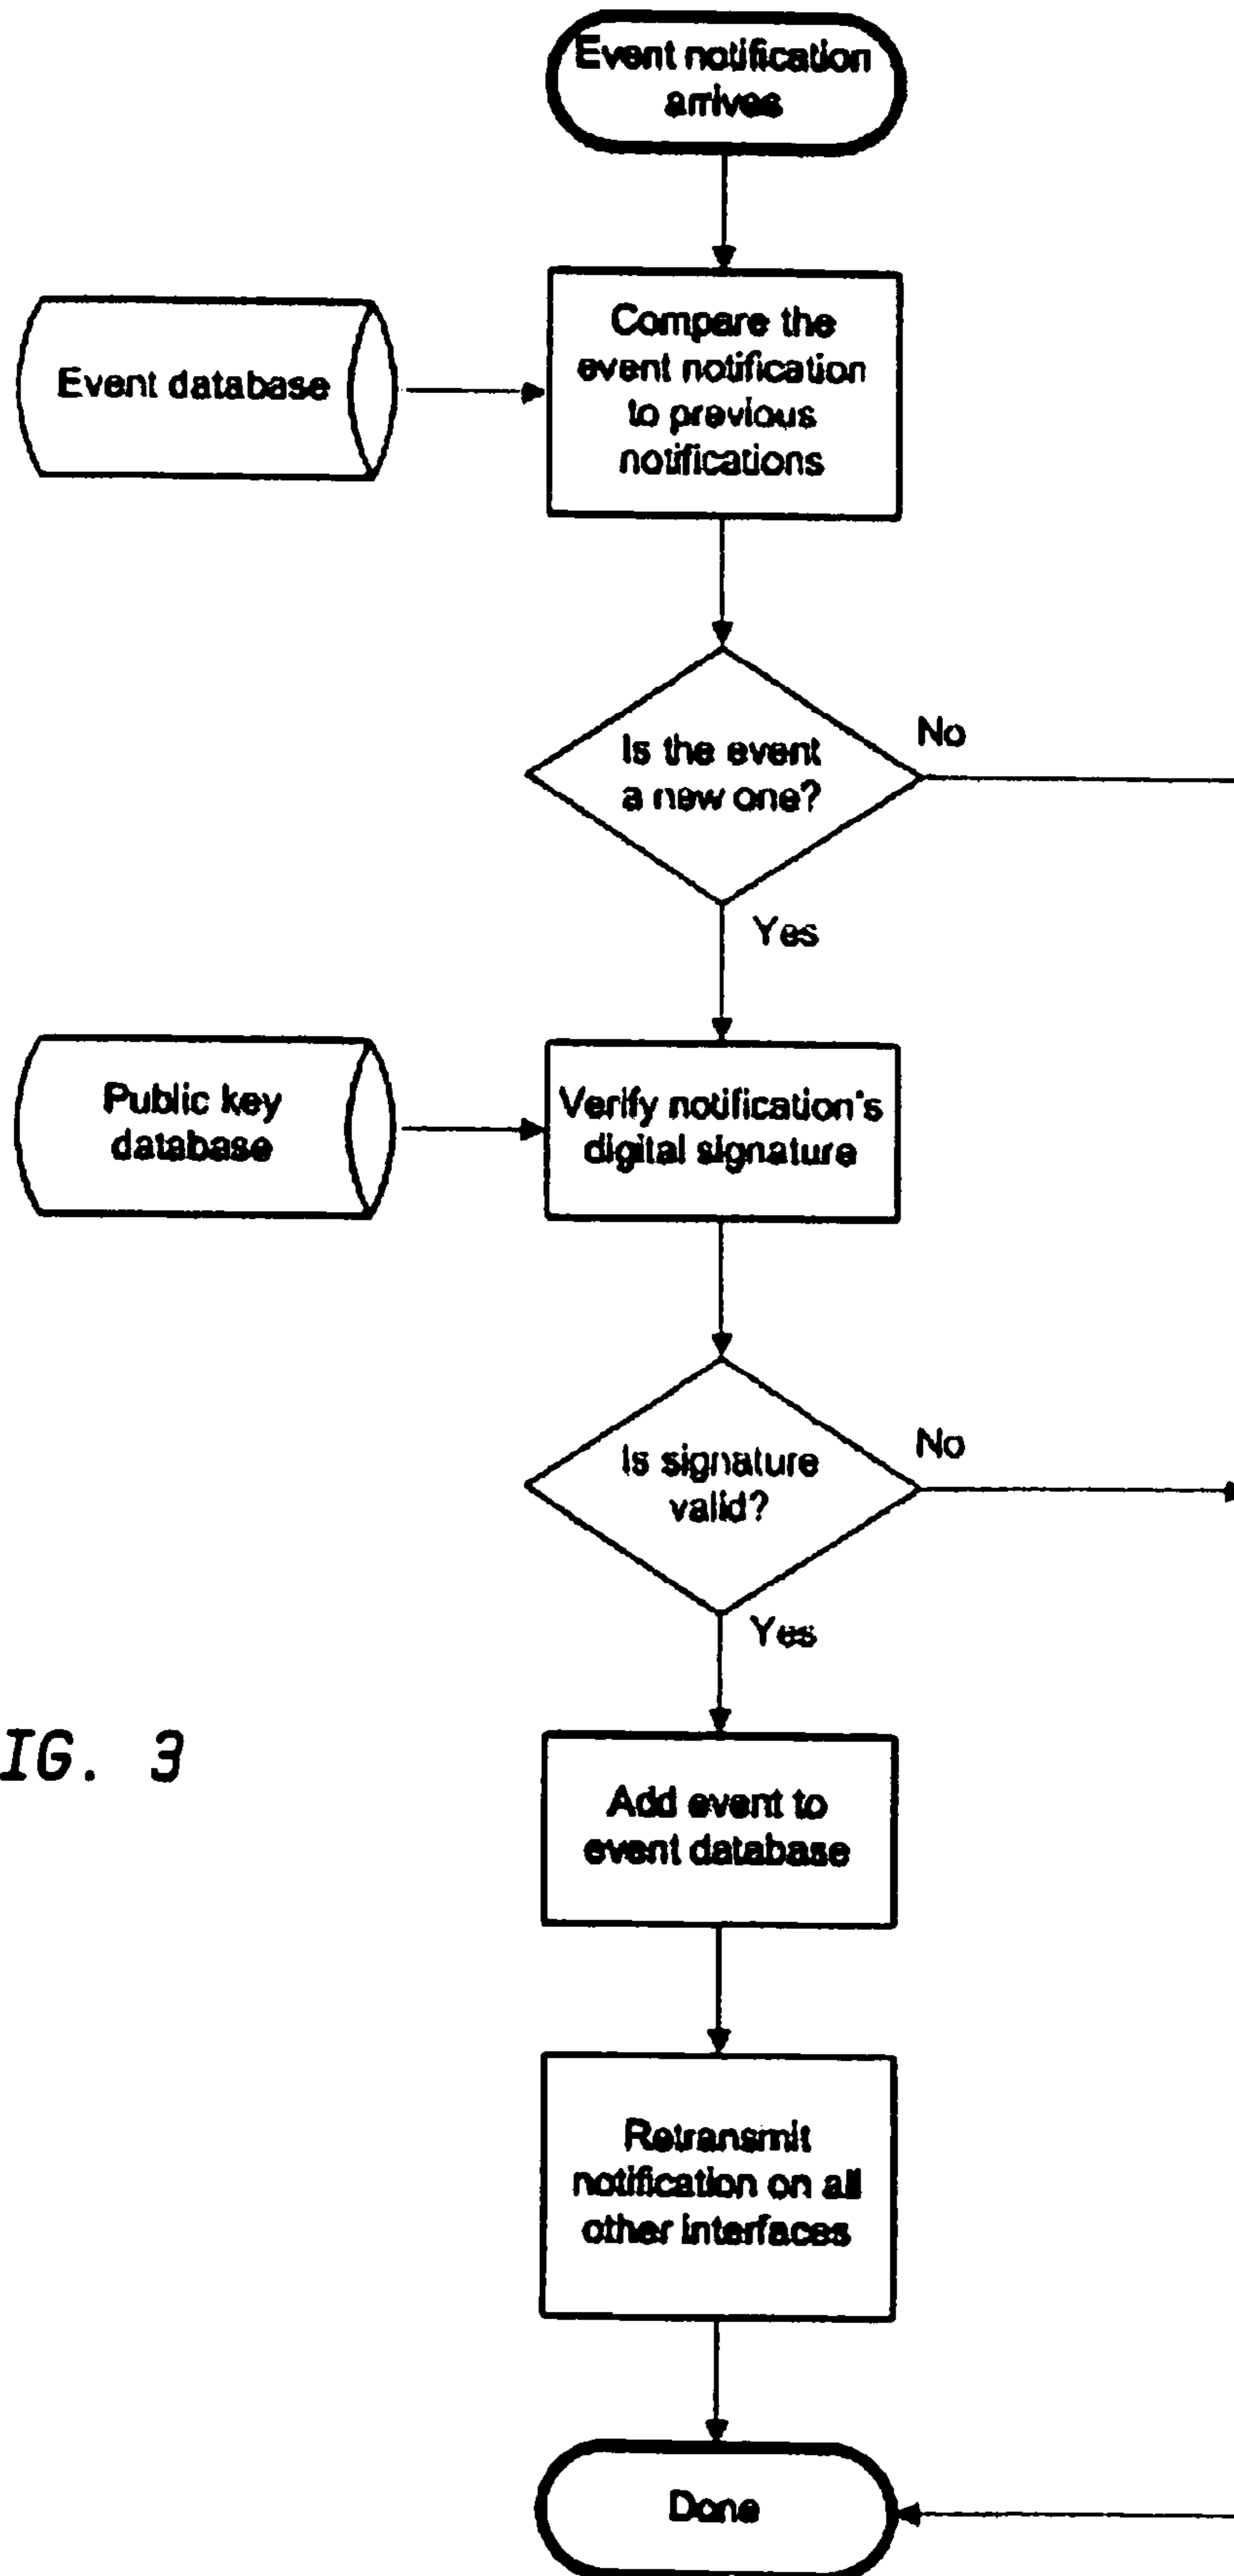 Event notification
arrives
Compare the
event notification
to previous
notifications
Event database
Is the event
a new one?
No
Yes
Public key
database
Verify notification's
digital signature
Is signature
valid?
No
Yes
IG. 3
Add event to
event database
Retransmit
notification on all
other interfaces
Done